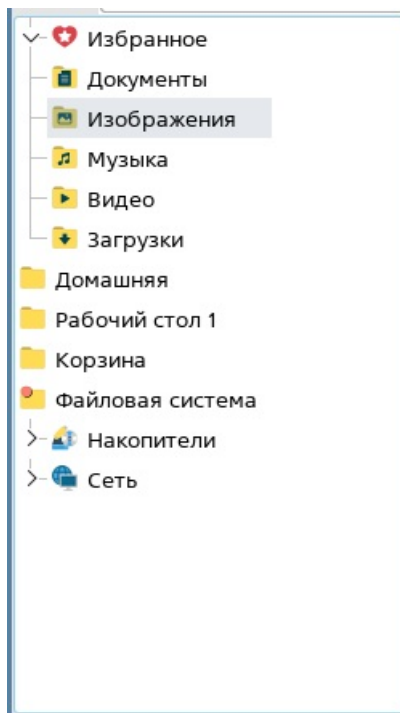 Избранное
Документы
Изображения
Музыка
Видео
Загрузки
Домашняя
Рабочий стол 1
Корзина
Файловая система
Накопители
Сеть